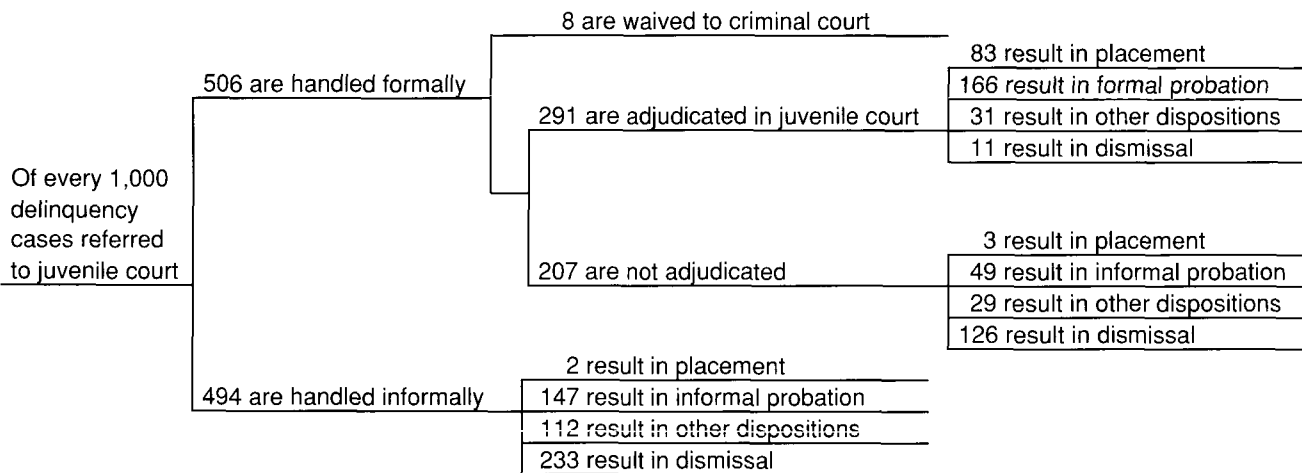 Of every 1,000
delinquency
cases referred
to juvenile court
506 are handled formally
8 are waived to criminal court
291 are adjudicated in juvenile court
83 result in placement
166 result in formal probation
31 result in other dispositions
11 result in dismissal
207 are not adjudicated
3 result in placement
49 result in informal probation
29 result in other dispositions
126 result in dismissal
494 are handled informally
2 result in placement
147 result in informal probation
112 result in other dispositions
233 result in dismissal